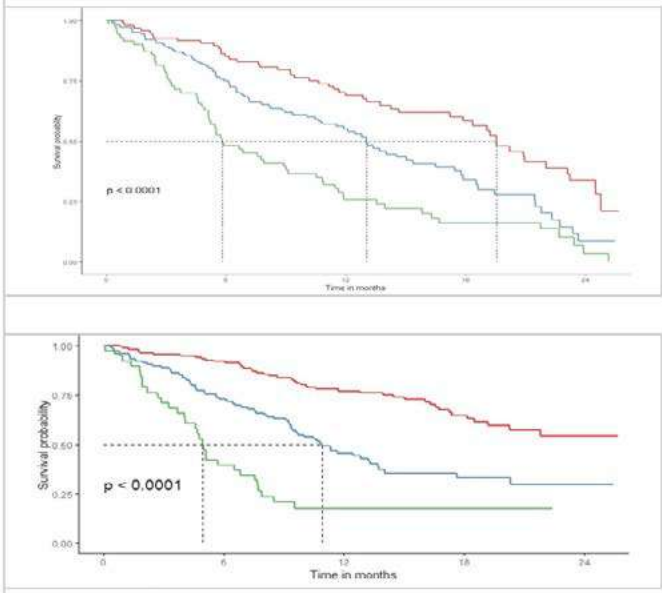 1.00
0.75
0.50
0.25
0.00
Survival probability
p < 0.0001
0 6 12 18 24
Time in months
1.00
0.75
0.50
0.25
0.00
Survival probability
p < 0.0001
0 6 12 18 24
Time in months